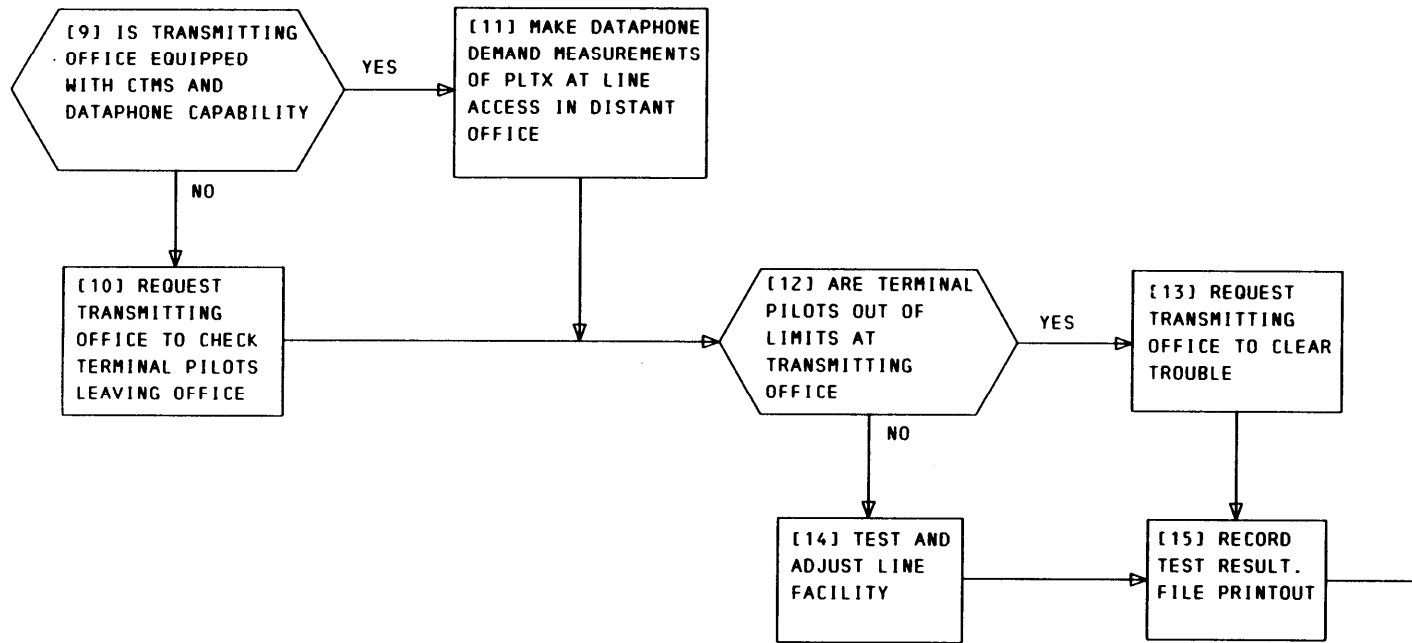 [9] IS TRANSMITTING
OFFICE EQUIPPED
WITH CTMS AND
DATAPHONE CAPABILITY
YES
[11] MAKE DATAPHONE
DEMAND MEASUREMENTS
OF PLTX AT LINE
ACCESS IN DISTANT
OFFICE
NO
[10] REQUEST
TRANSMITTING
OFFICE TO CHECK
TERMINAL PILOTS
LEAVING OFFICE
[12] ARE TERMINAL
PILOTS OUT OF
LIMITS AT
TRANSMITTING
OFFICE
YES
[13] REQUEST
TRANSMITTING
OFFICE TO CLEAR
TROUBLE
NO
[14] TEST AND
ADJUST LINE
FACILITY
[15] RECORD
TEST RESULT.
FILE PRINTOUT